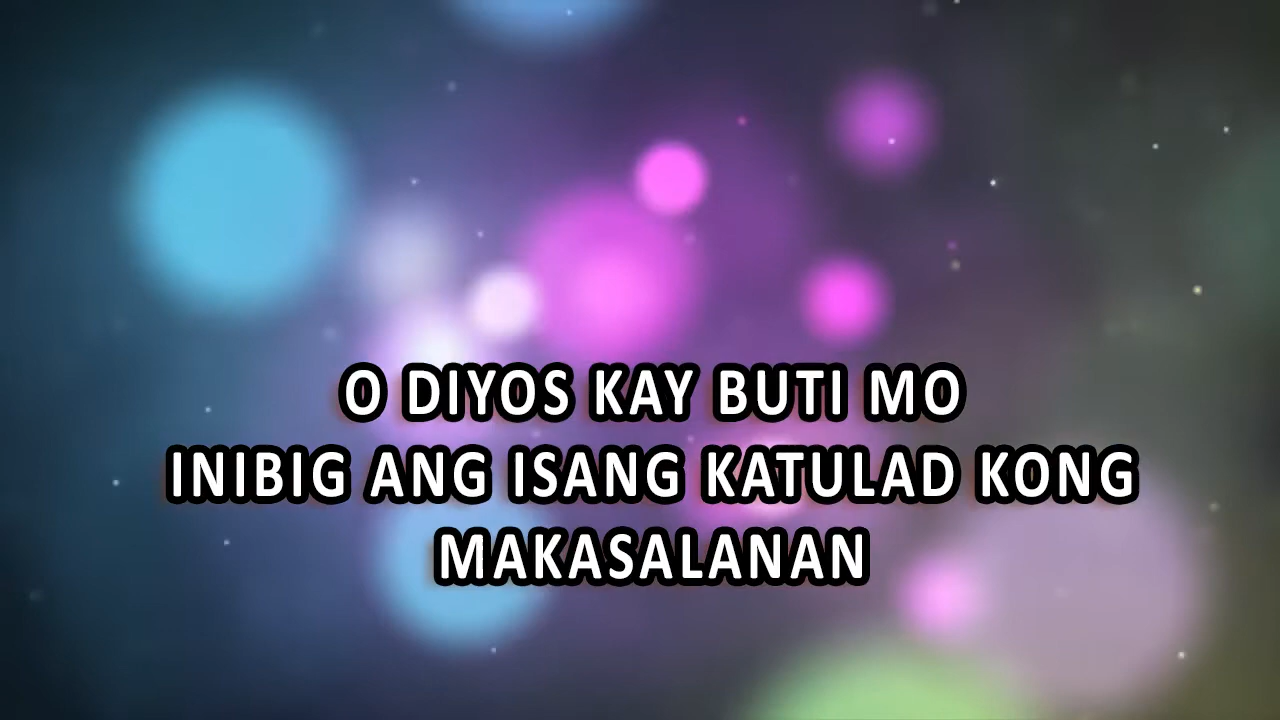 O DIYOS KAY BUTI MO
INIBIG ANG ISANG KATULAD KONG
MAKASALANAN